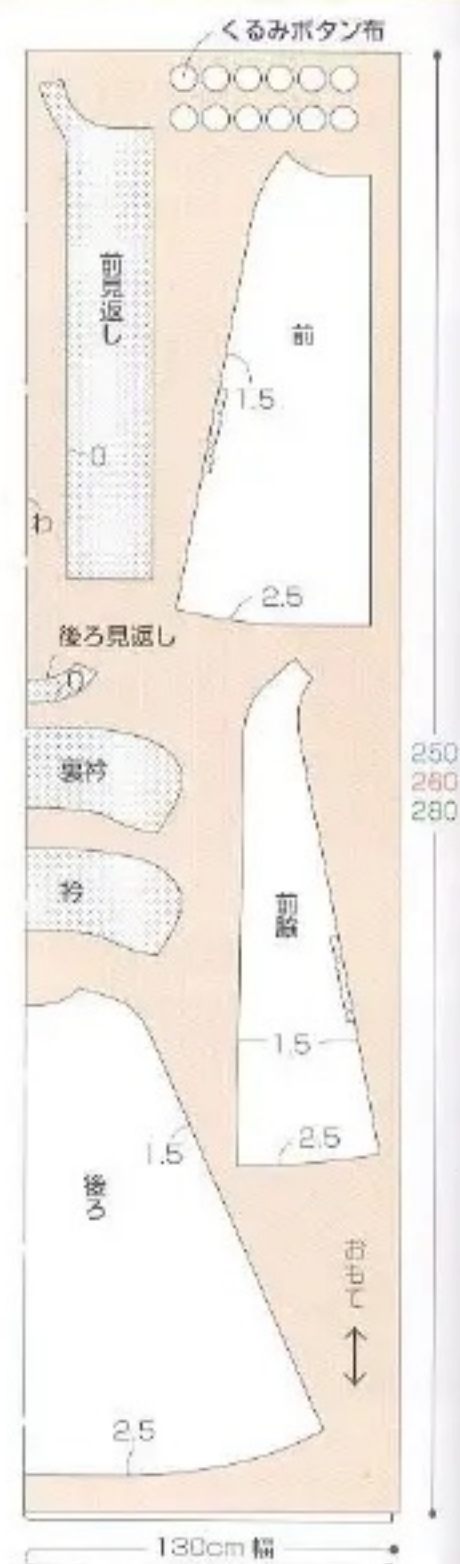 くるみボタン布
前見返し
前
1.5
0
わ
2.5
後ろ見返し
0
裏衿
250
260
280
衿
前脇
1.5
1.5
2.5
後ろ
おもて
2.5
130cm幅